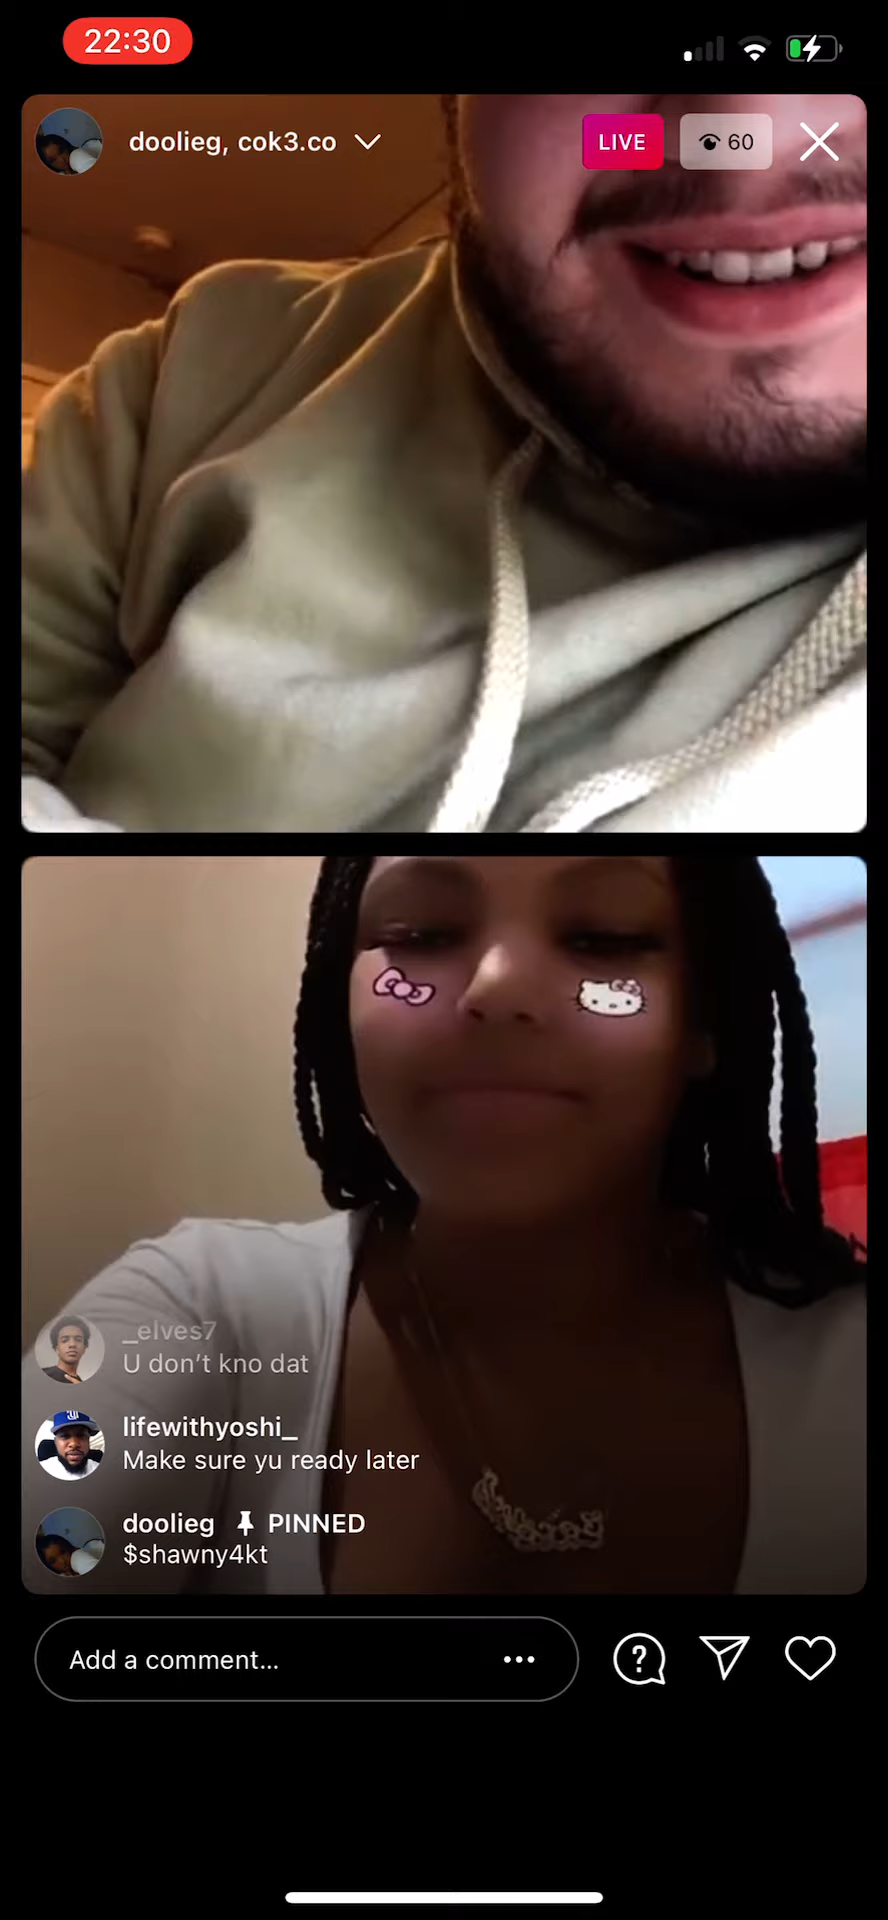 22:30
doolieg, cok3.co
LIVE
60
_elves7
U don’t kno dat
lifewithyoshi_
Make sure yu ready later
doolieg PINNED
$shawny4kt
Add a comment...